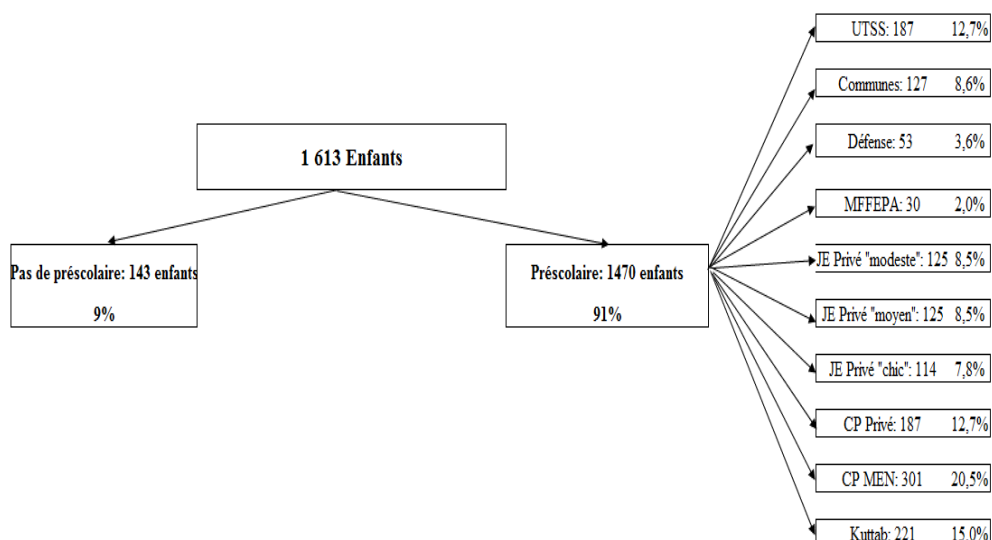 1 613 Enfants
Pas de préscolaire: 143 enfants
9%
Préscolaire: 1470 enfants
91%
UTSS: 187 12,7%
Communes: 127 8,6%
Défense: 53 3,6%
MFFEPA: 30 2,0%
JE Privé "modeste": 125 8,5%
JE Privé "moyen": 125 8,5%
JE Privé "chic": 114 7,8%
CP Privé: 187 12,7%
CP MEN: 301 20,5%
Kuttab: 221 15,0%